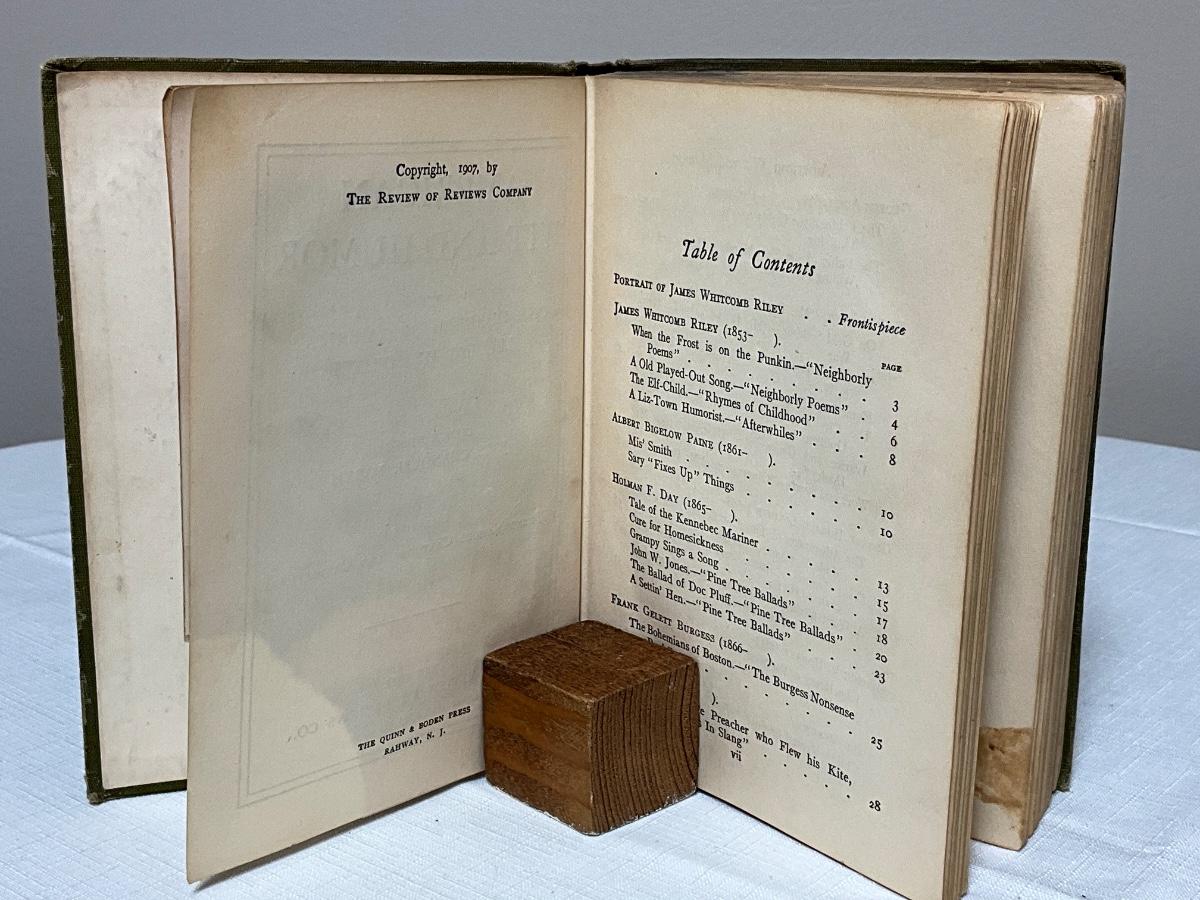 Copyright, 1907, by
THE REVIEW OF REVIEWS COMPANY
THE QUINN & BODEN PRESS
RAHWAY, N. J.
Table of Contents
PORTRAIT OF JAMES WHITCOMB RILEY . . Frontispiece
PAGE
JAMES WHITCOMB RILEY (1853- ).
When the Frost is on the Punkin.—"Neighborly
Poems" . . . . . . . 3
A Old Played-Out Song.—"Neighborly Poems" . 4
The Elf-Child.—"Rhymes of Childhood" . . 6
A Liz-Town Humorist.—"Afterwhiles" . . . 8
ALBERT BIGELOW PAINE (1861- ).
Mis' Smith . . . . . . . 10
Sary "Fixes Up" Things . . . . . 10
HOLMAN F. DAY (1865- ).
Tale of the Kennebec Mariner . . . . 13
Cure for Homesickness . . . . . 15
Grampy Sings a Song . . . . . 17
John W. Jones.—"Pine Tree Ballads" . . 18
The Ballad of Doc Pluff.—"Pine Tree Ballads" . 20
A Settin' Hen.—"Pine Tree Ballads" . . 23
FRANK GELETT BURGESS (1866- ).
The Bohemians of Boston.—"The Burgess Nonsense
. . . . . . 25
).
Preacher who Flew his Kite,
In Slang" . . . . . 28
vii